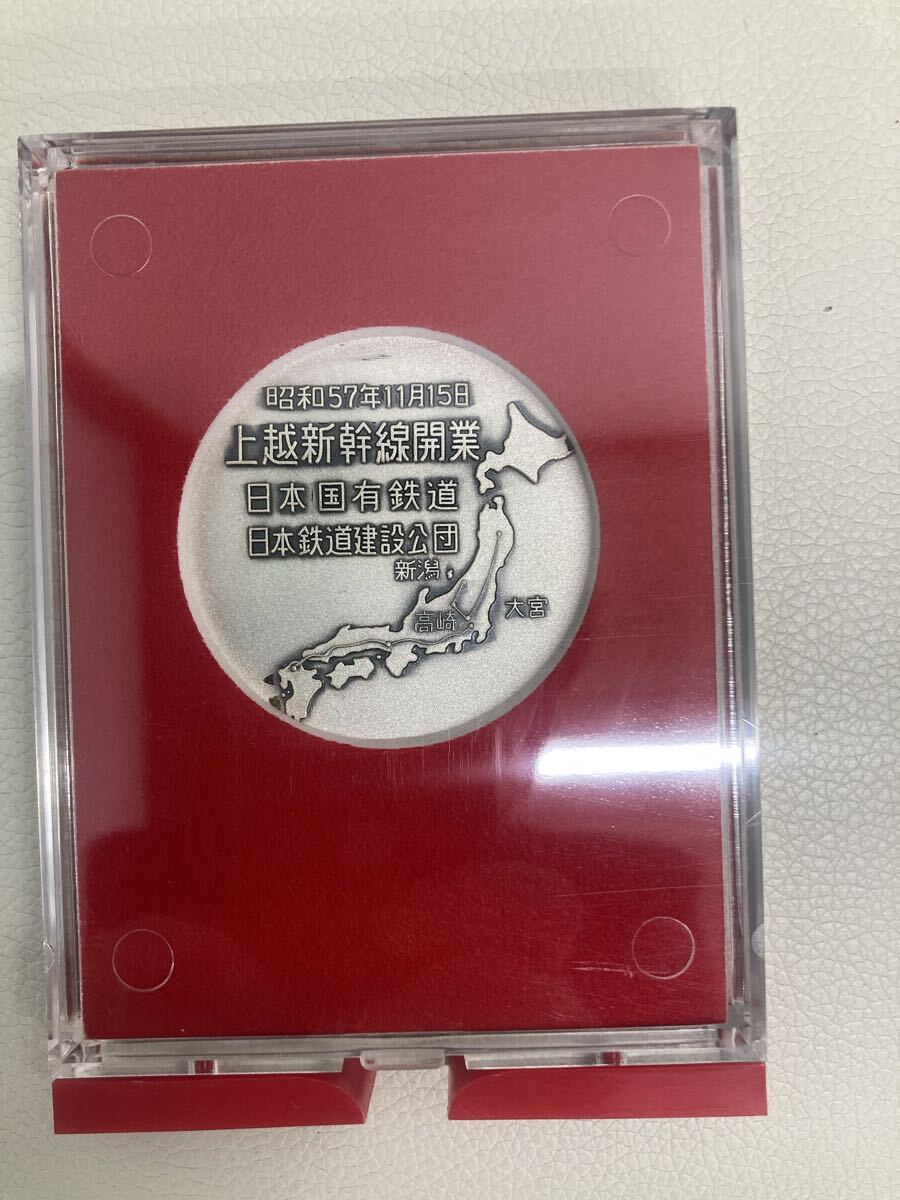 昭和57年11月15日
上越新幹線開業
日本国有鉄道
日本鉄道建設公団
新潟
高崎
大宮